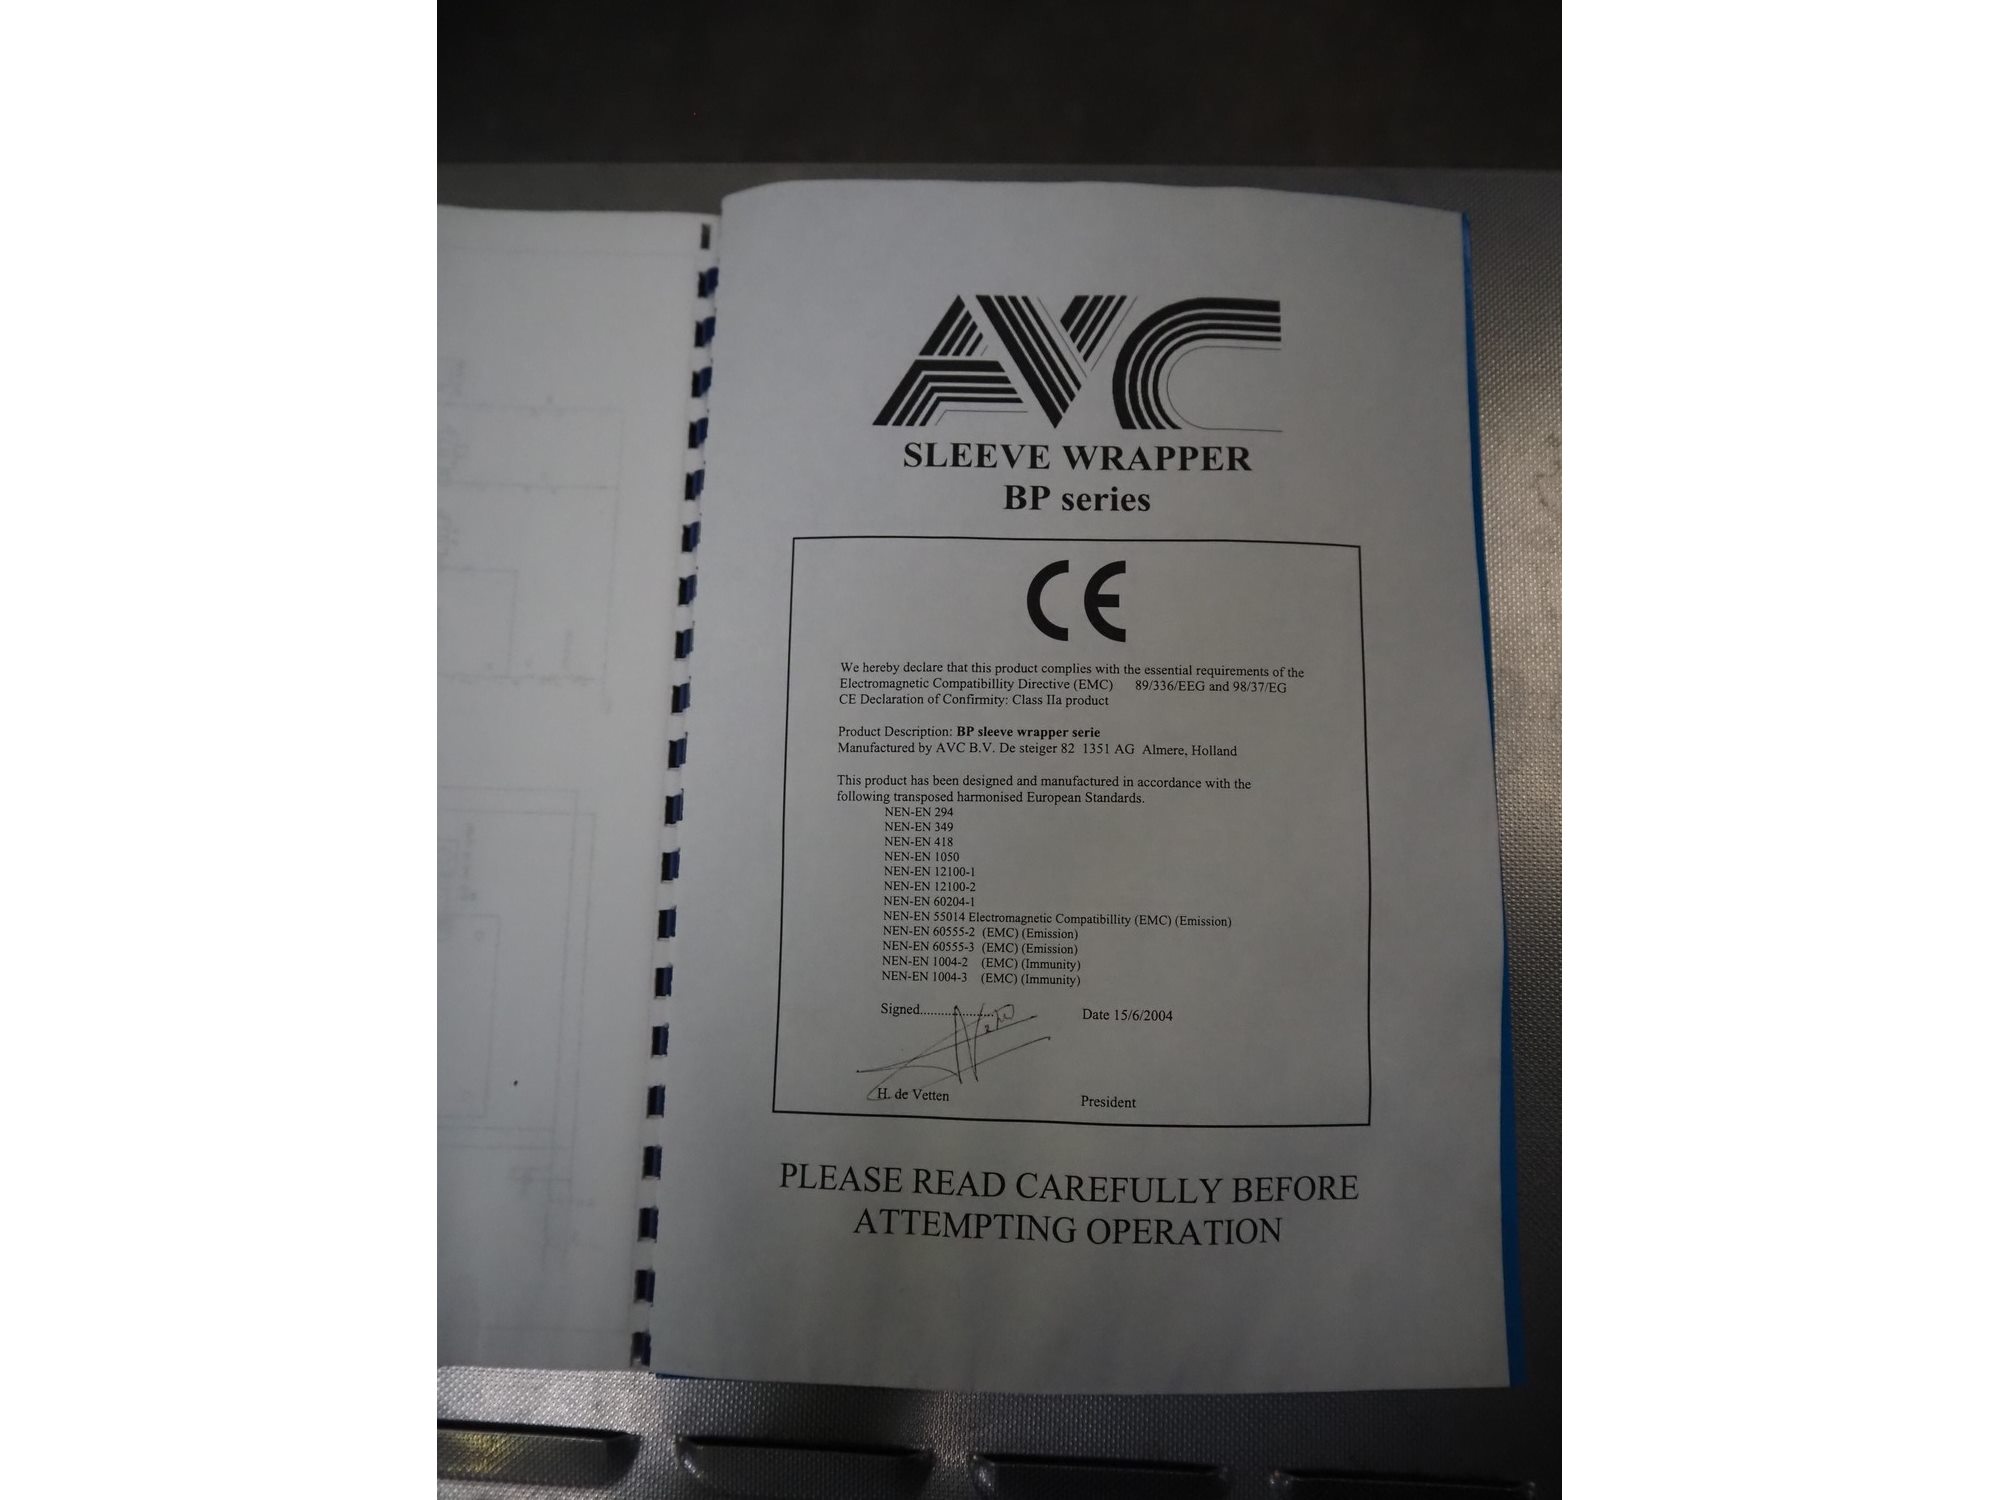 AVC
SLEEVE WRAPPER
BP series
CE
We hereby declare that this product complies with the essential requirements of the
Electromagnetic Compatibillity Directive (EMC) 89/336/EEG and 98/37/EG
CE Declaration of Confirmity: Class IIa product
Product Description: BP sleeve wrapper serie
Manufactured by AVC B.V. De steiger 82 1351 AG Almere, Holland
This product has been designed and manufactured in accordance with the
following transposed harmonised European Standards.
NEN-EN 294
NEN-EN 349
NEN-EN 418
NEN-EN 1050
NEN-EN 12100-1
NEN-EN 12100-2
NEN-EN 60204-1
NEN-EN 55014 Electromagnetic Compatibillity (EMC) (Emission)
NEN-EN 60555-2 (EMC) (Emission)
NEN-EN 60555-3 (EMC) (Emission)
NEN-EN 1004-2 (EMC) (Immunity)
NEN-EN 1004-3 (EMC) (Immunity)
Signed..................... Date 15/6/2004
H. de Vetten President
PLEASE READ CAREFULLY BEFORE
ATTEMPTING OPERATION